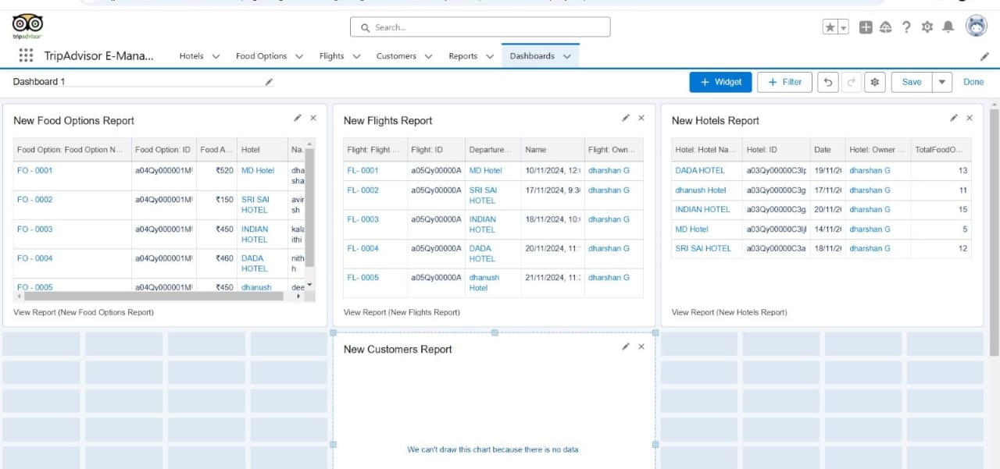 tripadvisor
Search...
TripAdvisor E-Mana... Hotels Food Options Flights Customers Reports Dashboards
Dashboard 1
+ Widget + Filter Save Done
New Food Options Report
Food Option: Food Option N... Food Option: ID Food A... Hotel Na...
FO - 0001 a04Qy000001M ₹520 MD Hotel dha
sha
FO - 0002 a04Qy000001M ₹150 SRI SAI avir
HOTEL sh
FO - 0003 a04Qy000001M ₹450 INDIAN kala
HOTEL ithi
FO - 0004 a04Qy000001M ₹460 DADA nith
HOTEL h
FO - 0005 a04Qy000001M ₹450 dhanush dee
View Report (New Food Options Report)
New Flights Report
Flight: Flight ... Flight: ID Departure... Name Flight: Own...
FL- 0001 a05Qy00000A MD Hotel 10/11/2024, 12: dharshan G
FL- 0002 a05Qy00000A SRI SAI 17/11/2024, 9:3 dharshan G
HOTEL
FL- 0003 a05Qy00000A INDIAN 18/11/2024, 10: dharshan G
HOTEL
FL- 0004 a05Qy00000A DADA 20/11/2024, 11: dharshan G
HOTEL
FL- 0005 a05Qy00000A dhanush 21/11/2024, 11: dharshan G
Hotel
View Report (New Flights Report)
New Hotels Report
Hotel: Hotel Na... Hotel: ID Date Hotel: Owner ... TotalFoodO...
DADA HOTEL a03Qy00000C3lp 19/11/2 dharshan G 13
dhanush Hotel a03Qy00000C3g 17/11/2 dharshan G 11
INDIAN HOTEL a03Qy00000C3g 20/11/2 dharshan G 15
MD Hotel a03Qy00000C3lj 14/11/2 dharshan G 5
SRI SAI HOTEL a03Qy00000C3a 18/11/2 dharshan G 12
View Report (New Hotels Report)
New Customers Report
We can't draw this chart because there is no data